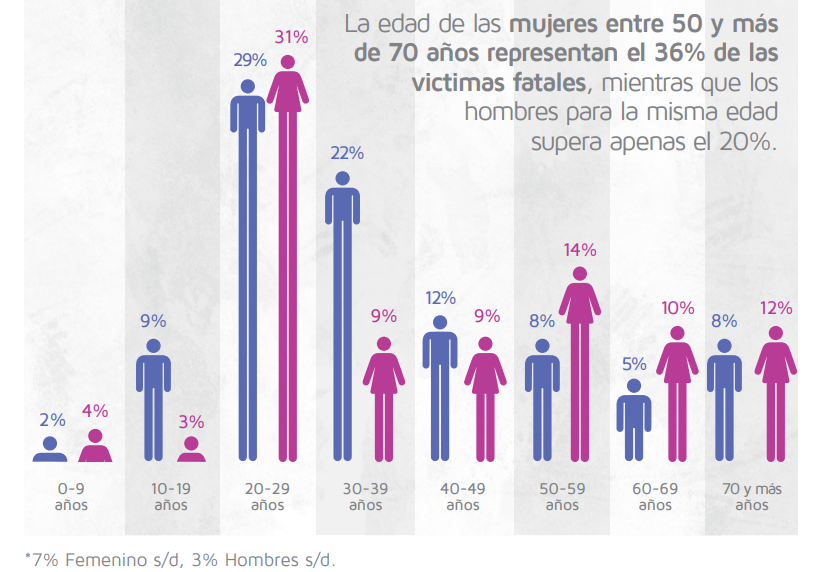 La edad de las mujeres entre 50 y más
de 70 años representan el 36% de las
victimas fatales, mientras que los
hombres para la misma edad
supera apenas el 20%.
2% 4%
9% 3%
29% 31%
22% 9%
12% 9%
8% 14%
5% 10%
8% 12%
0-9
años
10-19
años
20-29
años
30-39
años
40-49
años
50-59
años
60-69
años
70 y más
años
*7% Femenino s/d, 3% Hombres s/d.